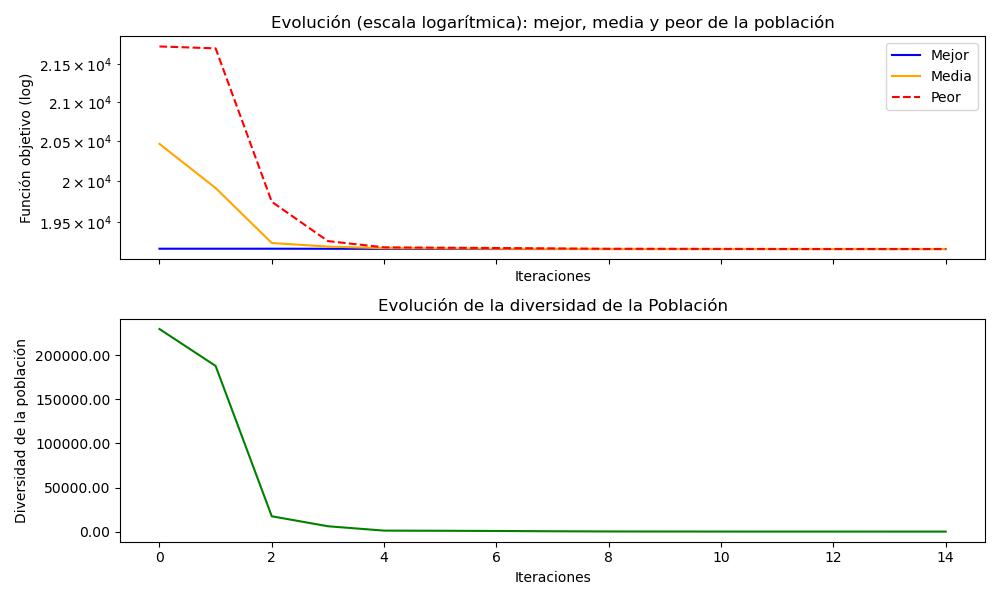 Evolución (escala logarítmica): mejor, media y peor de la población
Función objetivo (log)
2.15 × 10⁴
2.1 × 10⁴
2.05 × 10⁴
2 × 10⁴
1.95 × 10⁴
Mejor
Media
Peor
Iteraciones
Evolución de la diversidad de la Población
Diversidad de la población
200000.00
150000.00
100000.00
50000.00
0.00
0 2 4 6 8 10 12 14
Iteraciones